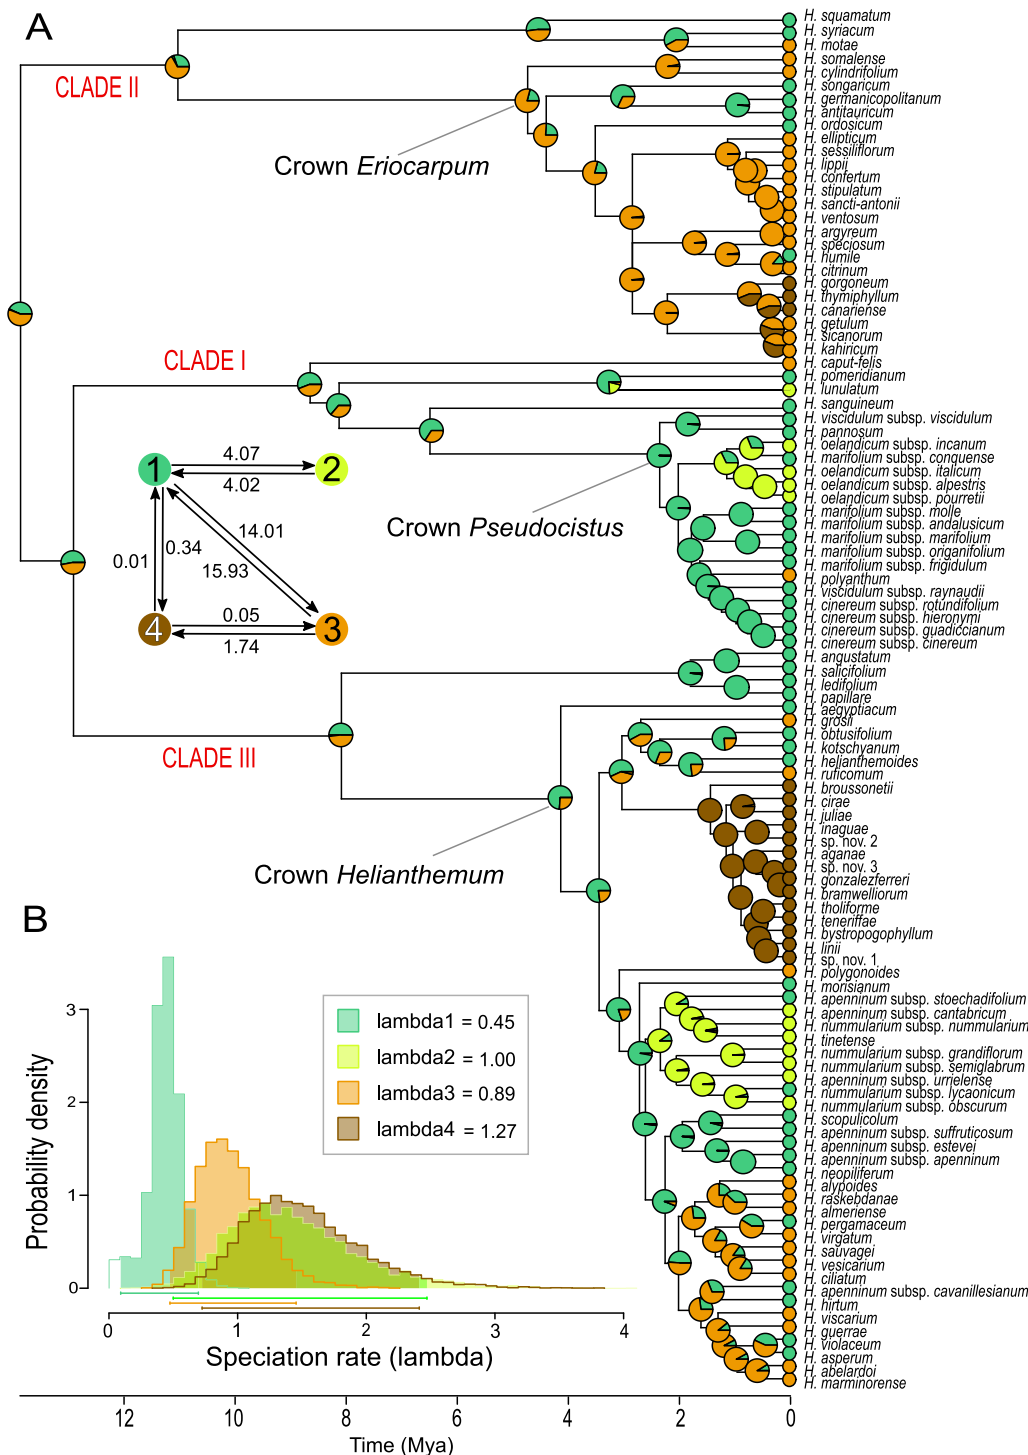 A
H. squamatum
H. syriacum
H. motae
H. somalense
H. cylindrifolium
H. songaricum
H. germanicopolitanum
H. antitauricum
H. ordosicum
H. ellipticum
H. sessiliflorum
H. lippii
H. confertum
H. stipulatum
H. sancti-antonii
H. ventosum
H. argyreum
H. speciosum
H. humile
H. citrinum
H. gorgoneum
H. thymiphyllum
H. canariense
H. getulum
H. sicanorum
H. kahiricum
H. caput-felis
H. pomeridianum
H. lunulatum
H. sanguineum
H. viscidulum subsp. viscidulum
H. pannosum
H. oelandicum subsp. incanum
H. marifolium subsp. conquense
H. oelandicum subsp. italicum
H. oelandicum subsp. alpestris
H. oelandicum subsp. pourretii
H. marifolium subsp. molle
H. marifolium subsp. andalusicum
H. marifolium subsp. marifolium
H. marifolium subsp. origanifolium
H. marifolium subsp. frigidulum
H. polyanthum
H. viscidulum subsp. raynaudii
H. cinereum subsp. rotundifolium
H. cinereum subsp. hieronymi
H. cinereum subsp. guadiccianum
H. cinereum subsp. cinereum
H. angustatum
H. salicifolium
H. ledifolium
H. papillare
H. aegyptiacum
H. grosii
H. obtusifolium
H. kotschyanum
H. helianthemoides
H. ruficomum
H. broussonetii
H. cirae
H. juliae
H. inaguae
H. sp. nov. 2
H. aganae
H. sp. nov. 3
H. gonzalezferreri
H. bramwelliorum
H. tholiforme
H. teneriffae
H. bystropogophyllum
H. linii
H. sp. nov. 1
H. polygonoides
H. morisianum
H. apenninum subsp. stoechadifolium
H. apenninum subsp. cantabricum
H. nummularium subsp. nummularium
H. tinetense
H. nummularium subsp. grandiflorum
H. nummularium subsp. semiglabrum
H. apenninum subsp. urrielense
H. nummularium subsp. lycaonicum
H. nummularium subsp. obscurum
H. scopulicolum
H. apenninum subsp. suffruticosum
H. apenninum subsp. estevei
H. apenninum subsp. apenninum
H. neopiliferum
H. alypoides
H. raskebdanae
H. almeriense
H. pergamaceum
H. virgatum
H. sauvagei
H. vesicarium
H. ciliatum
H. apenninum subsp. cavanillesianum
H. hirtum
H. viscarium
H. guerrae
H. violaceum
H. asperum
H. abelardoi
H. marminorense
CLADE II
Crown Eriocarpum
CLADE I
Crown Pseudocistus
CLADE III
Crown Helianthemum
1
2
3
4
4.07
4.02
14.01
15.93
0.34
0.01
0.05
1.74
B
lambda1 = 0.45
lambda2 = 1.00
lambda3 = 0.89
lambda4 = 1.27
Probability density
3
2
1
0
0 1 2 3 4
Speciation rate (lambda)
12 10 8 6 4 2 0
Time (Mya)